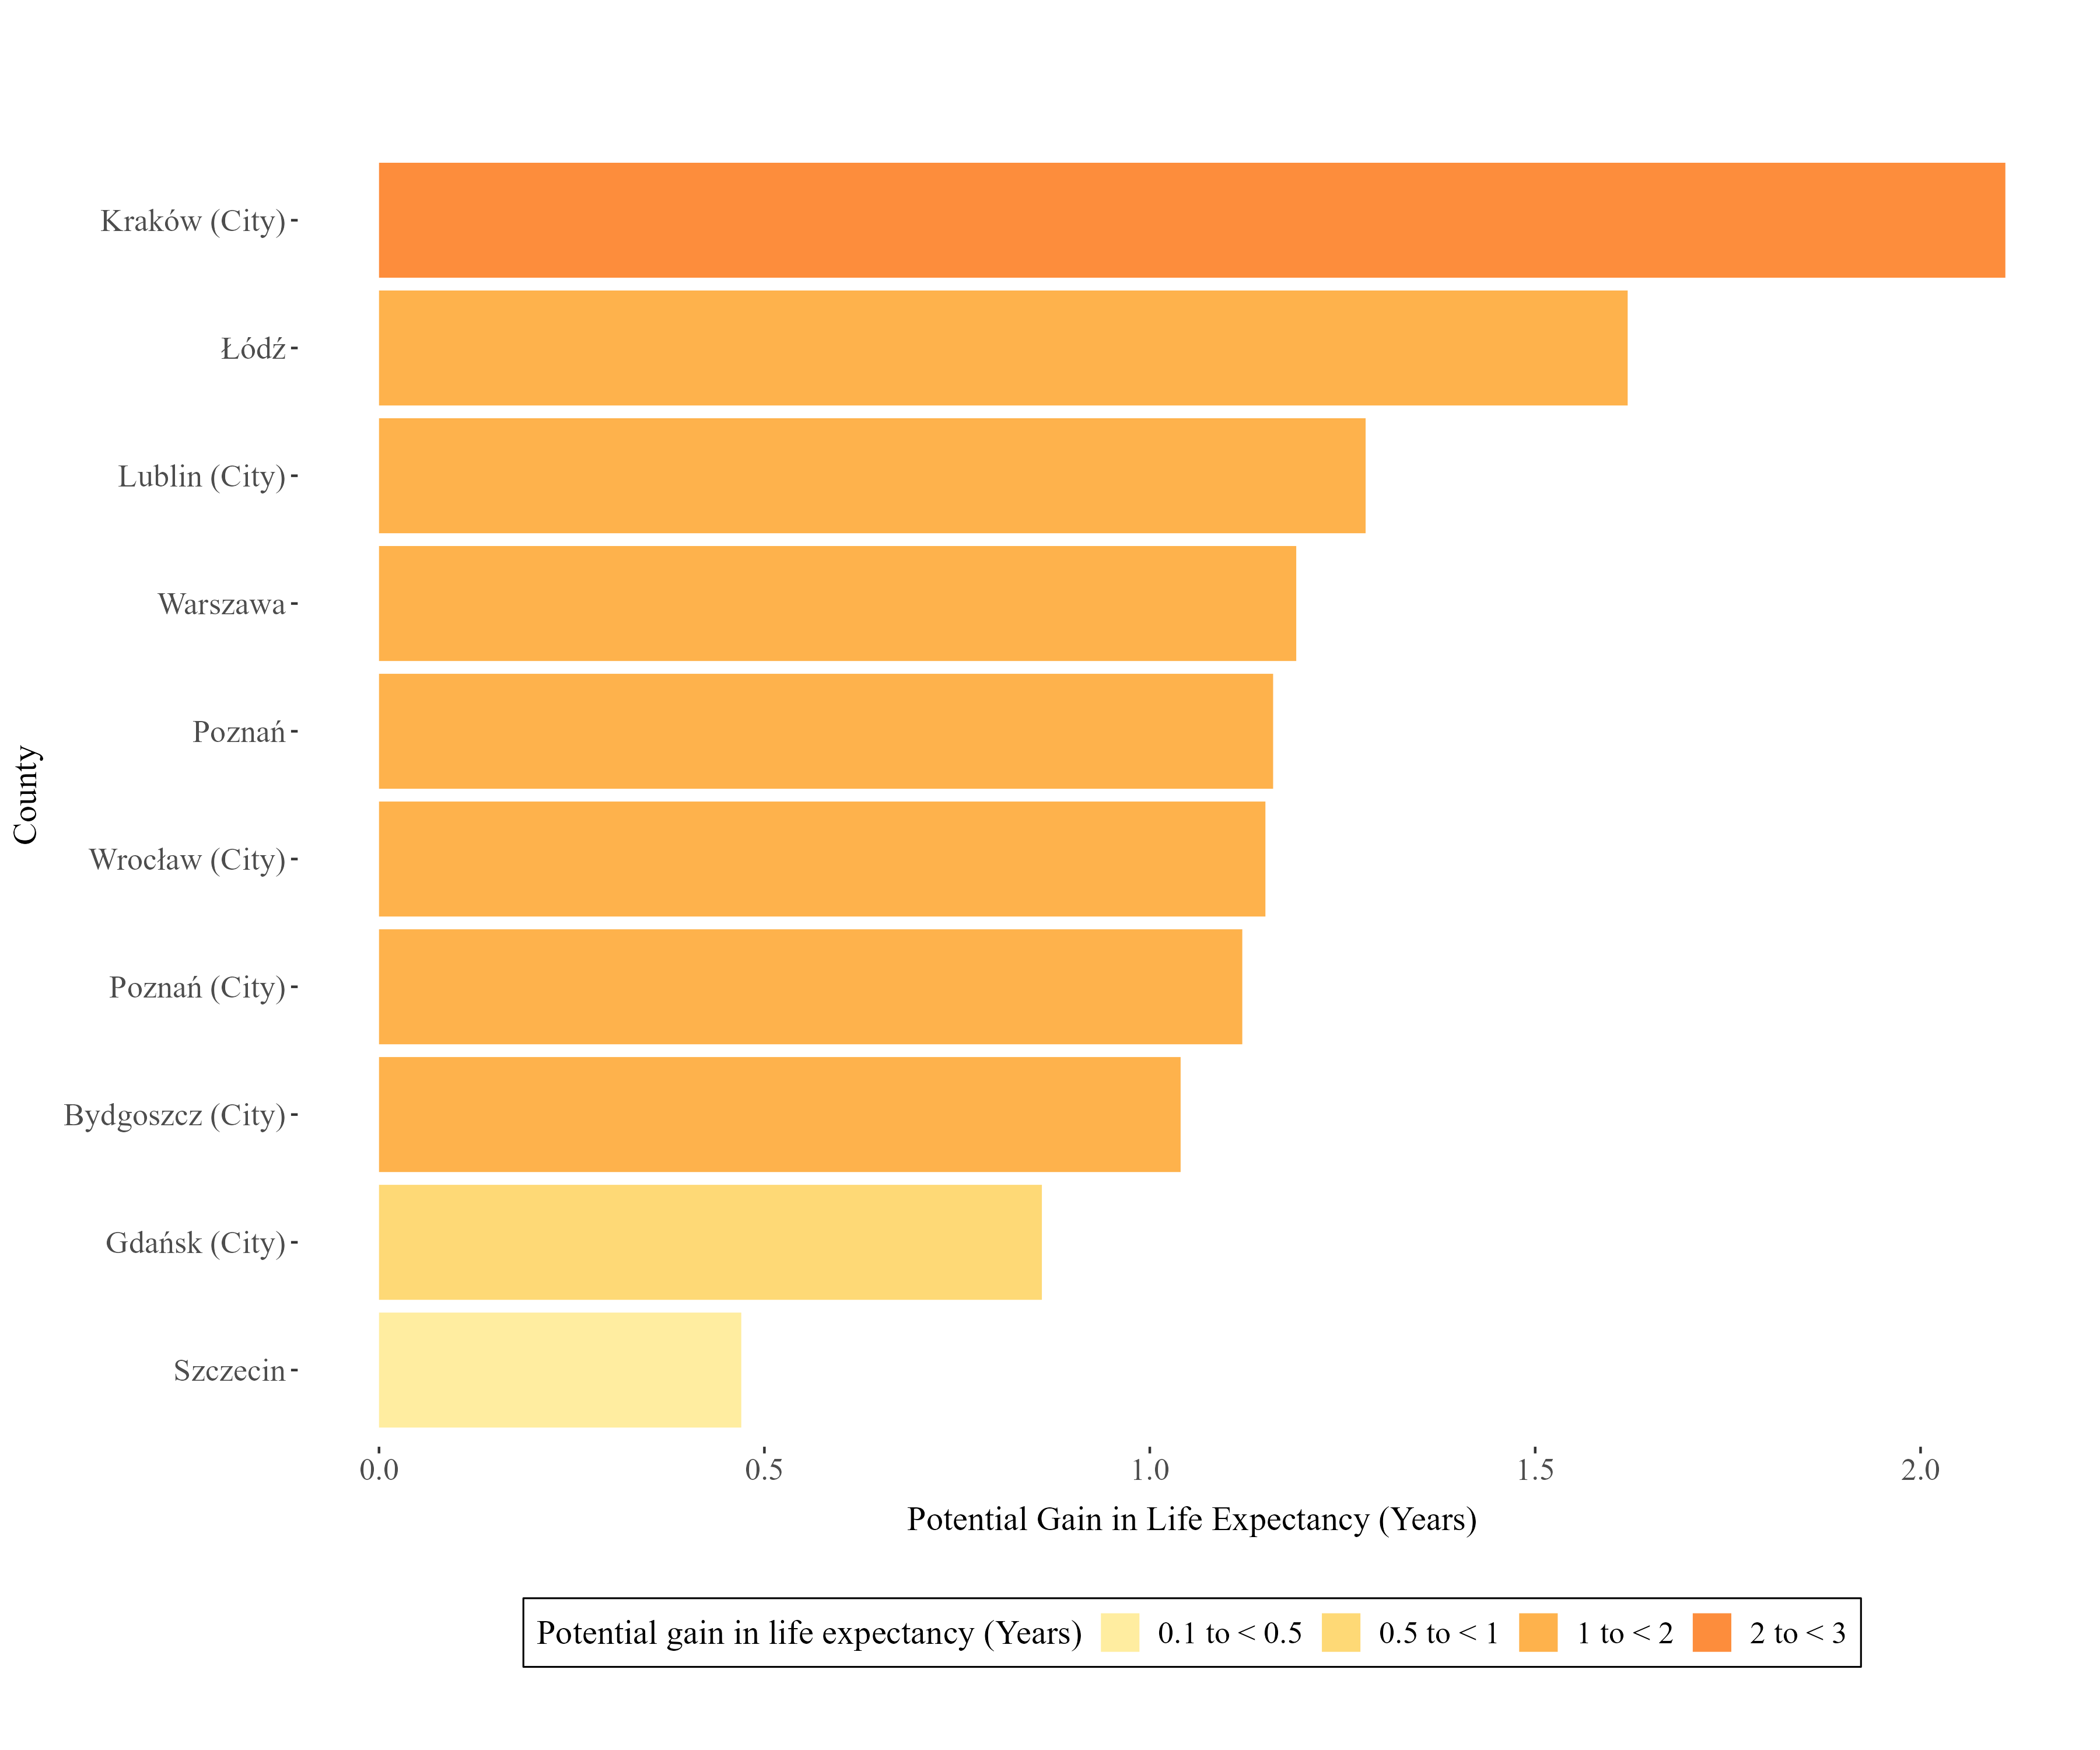 Kraków (City)
Łódź
Lublin (City)
Warszawa
Poznań
Wrocław (City)
Poznań (City)
Bydgoszcz (City)
Gdańsk (City)
Szczecin
County
0.0 0.5 1.0 1.5 2.0
Potential Gain in Life Expectancy (Years)
Potential gain in life expectancy (Years) 0.1 to < 0.5 0.5 to < 1 1 to < 2 2 to < 3